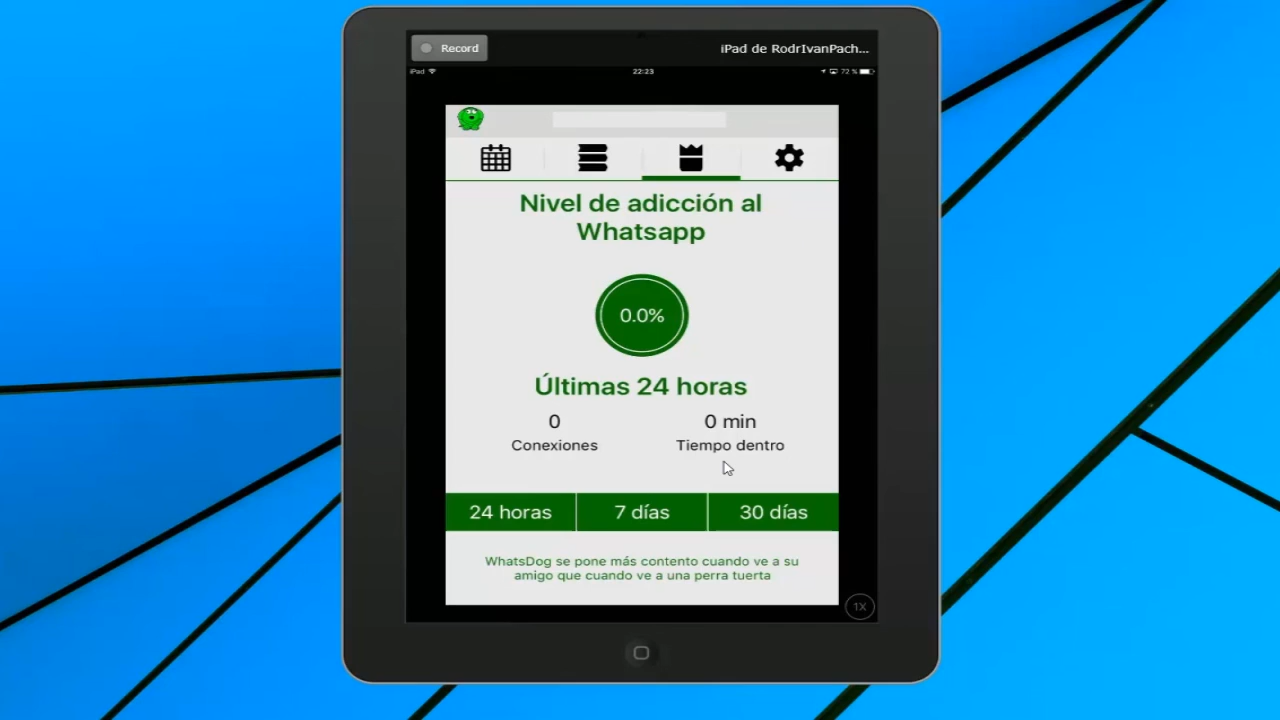 Record
iPad de RodrIvanPach...
iPad
22:23
72 %
Nivel de adicción al
Whatsapp
0.0%
Últimas 24 horas
0
0 min
Conexiones
Tiempo dentro
24 horas
7 días
30 días
WhatsDog se pone más contento cuando ve a su
amigo que cuando ve a una perra tuerta
1X